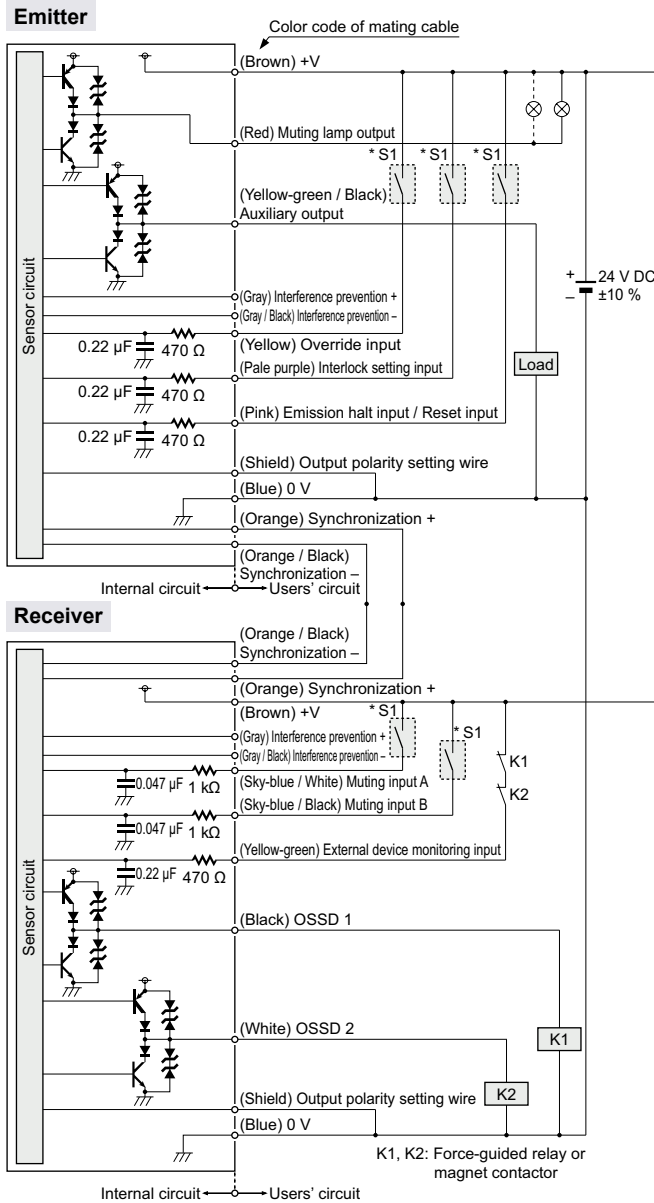 Emitter
Color code of mating cable
(Brown) +V
(Red) Muting lamp output
* S1 * S1 * S1
(Yellow-green / Black)
Auxiliary output
+
–
24 V DC
±10 %
Sensor circuit
(Gray) Interference prevention +
(Gray / Black) Interference prevention –
0.22 µF 470 Ω
(Yellow) Override input
(Pale purple) Interlock setting input
Load
0.22 µF 470 Ω
(Pink) Emission halt input / Reset input
0.22 µF 470 Ω
(Shield) Output polarity setting wire
(Blue) 0 V
(Orange) Synchronization +
(Orange / Black)
Synchronization –
Internal circuit Users' circuit
Receiver
(Orange / Black)
Synchronization –
(Orange) Synchronization +
(Brown) +V
* S1
(Gray) Interference prevention +
* S1
(Gray / Black) Interference prevention –
K1
0.047 µF 1 kΩ
(Sky-blue / White) Muting input A
K2
(Sky-blue / Black) Muting input B
0.047 µF 1 kΩ
(Yellow-green) External device monitoring input
0.22 µF 470 Ω
Sensor circuit
(Black) OSSD 1
(White) OSSD 2
K1
K2
(Shield) Output polarity setting wire
(Blue) 0 V
K1, K2: Force-guided relay or
magnet contactor
Internal circuit Users' circuit